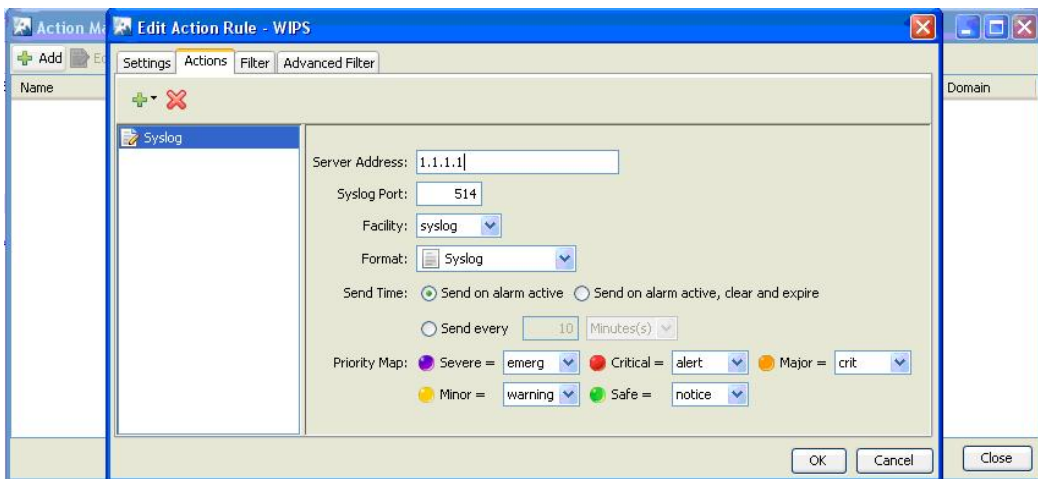 Action Ma
Edit Action Rule - WIPS
Add
Settings Actions Filter Advanced Filter
Name
Domain
Syslog
Server Address: 1.1.1.1
Syslog Port: 514
Facility: syslog
Format: Syslog
Send Time: Send on alarm active Send on alarm active, clear and expire
Send every 10 Minutes(s)
Priority Map: Severe = emerg Critical = alert Major = crit
Minor = warning Safe = notice
OK Cancel
Close